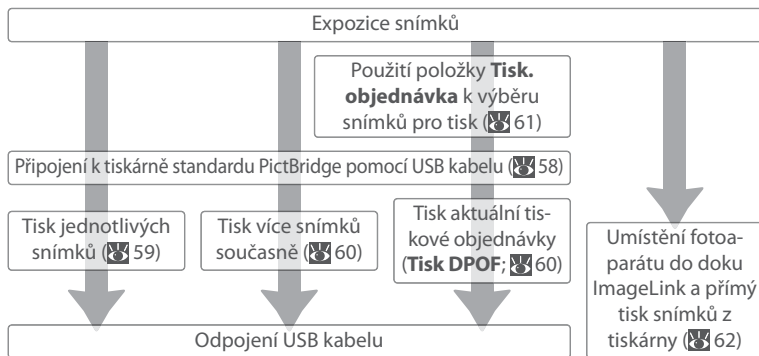 Expozice snímků
Použití položky Tisk.
objednávka k výběru
snímků pro tisk ( 61)
Připojení k tiskárně standardu PictBridge pomocí USB kabelu ( 58)
Tisk jednotlivých
snímků ( 59)
Tisk více snímků
současně ( 60)
Tisk aktuální tis-
kové objednávky
(Tisk DPOF; 60)
Umístění fotoa-
parátu do doku
ImageLink a přímý
tisk snímků z
tiskárny ( 62)
Odpojení USB kabelu